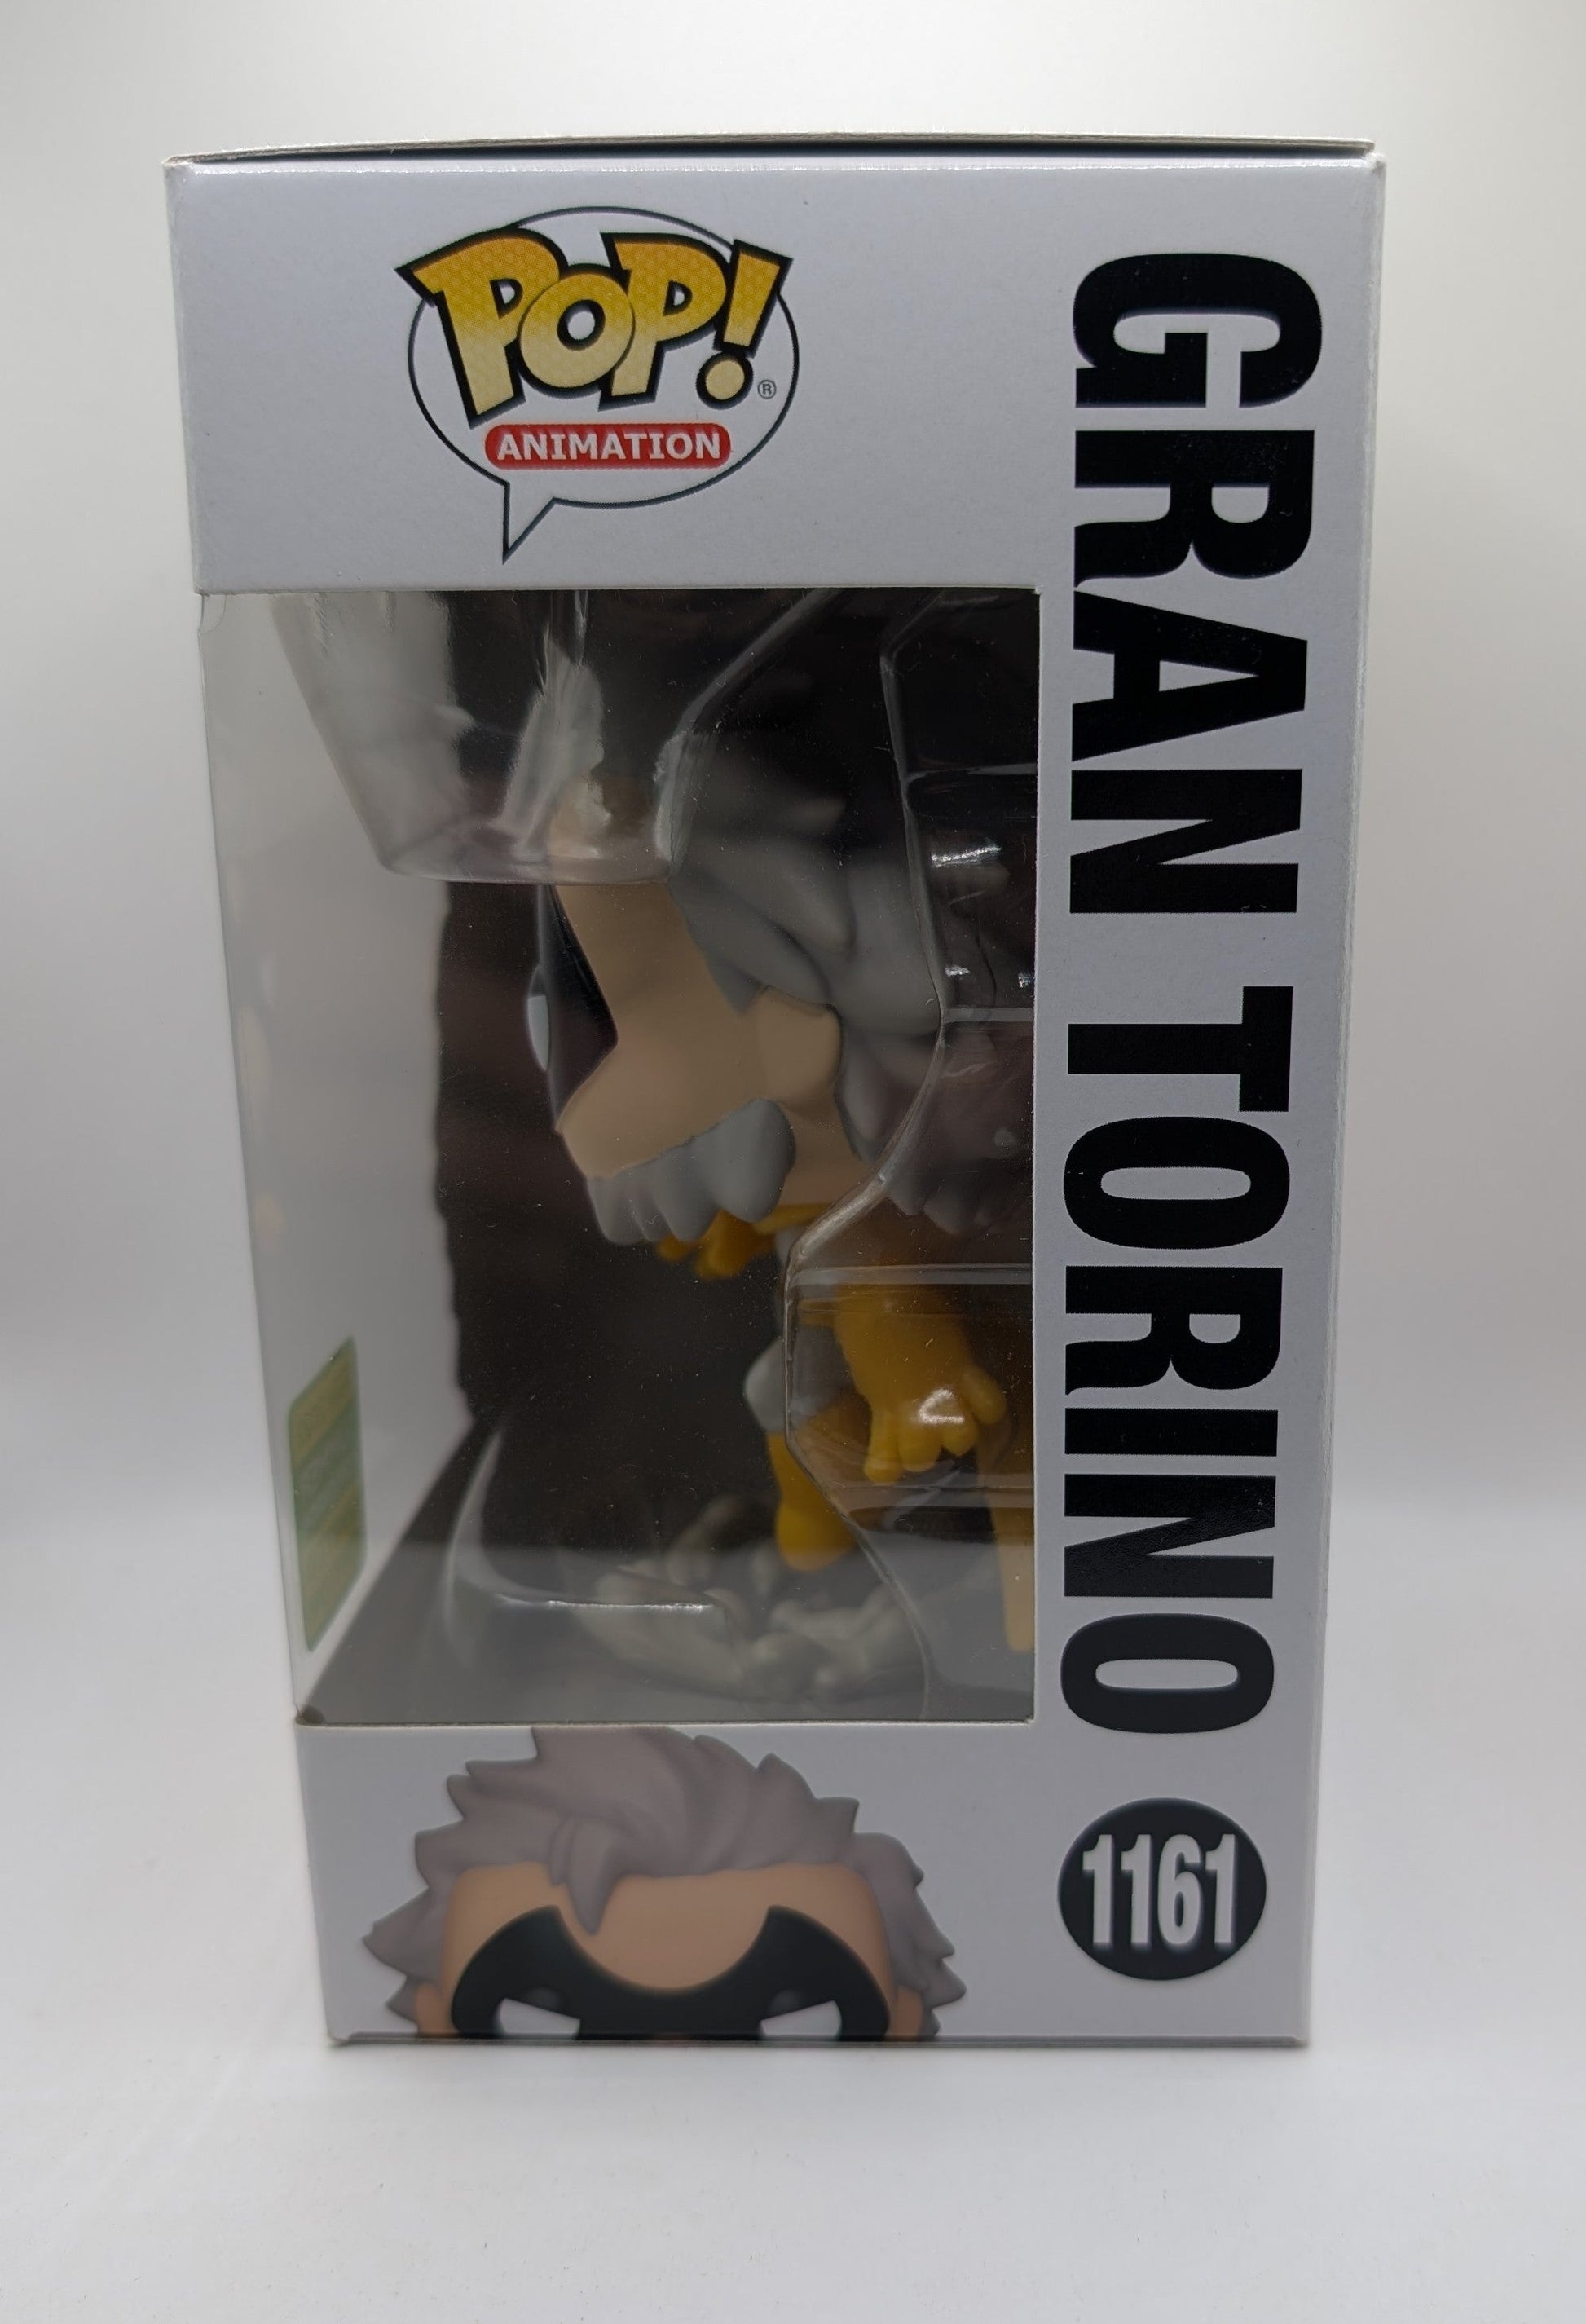 POP!
®
ANIMATION
GRAN TORINO
1161